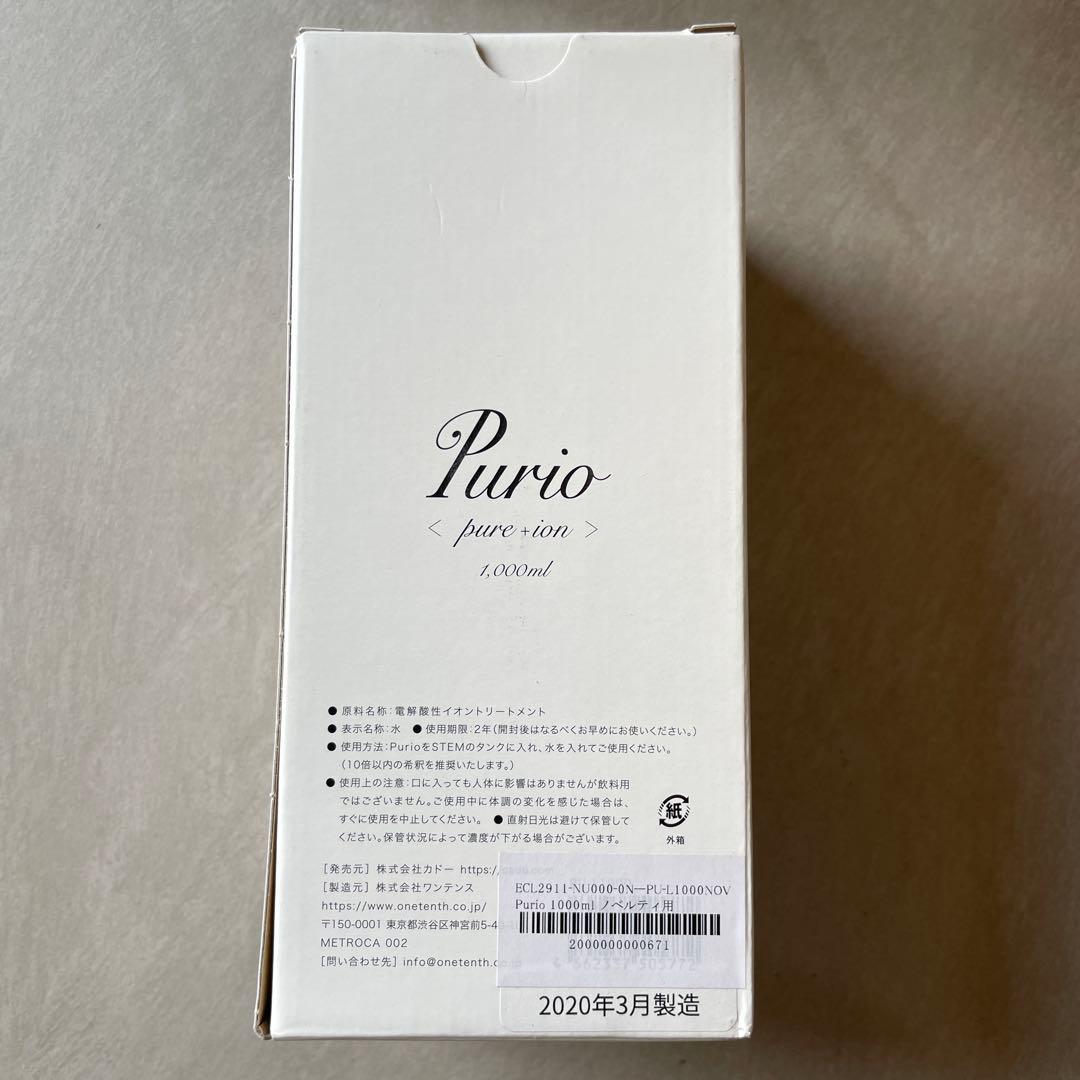 Purio
< pure + ion >
1,000ml
● 原料名称:電解酸性イオントリートメント
● 表示名称:水 ● 使用期限:2年(開封後はなるべくお早めにお使いください。)
● 使用方法:PurioをSTEMのタンクに入れ、水を入れてご使用ください。
(10倍以内の希釈を推奨いたします。)
● 使用上の注意:口に入っても人体に影響はありませんが飲料用
ではございません。ご使用中に体調の変化を感じた場合は、
すぐに使用を中止してください。 ● 直射日光は避けて保管して
ください。保管状況によって濃度が下がる場合がございます。
紙
外箱
[発売元] 株式会社カドー https://
[製造元] 株式会社ワンテンス
https://www.onetenth.co.jp/
〒150-0001 東京都渋谷区神宮前5-4
METROCA 002
[問い合わせ先] info@onetenth.co.jp
ECL2911-NU000-0N--PU-L1000NOV
Purio 1000ml ノベルティ用
2000000000671
2020年3月製造